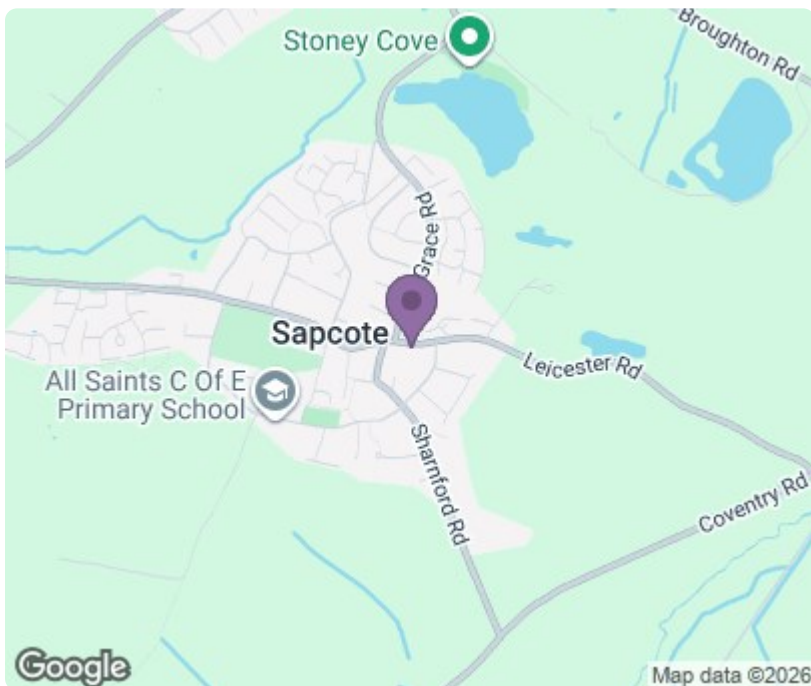 Stoney Cove
Broughton Rd
Grace Rd
Sapcote
Leicester Rd
All Saints C Of E
Primary School
Sharnford Rd
Coventry Rd
Google
Map data ©2026